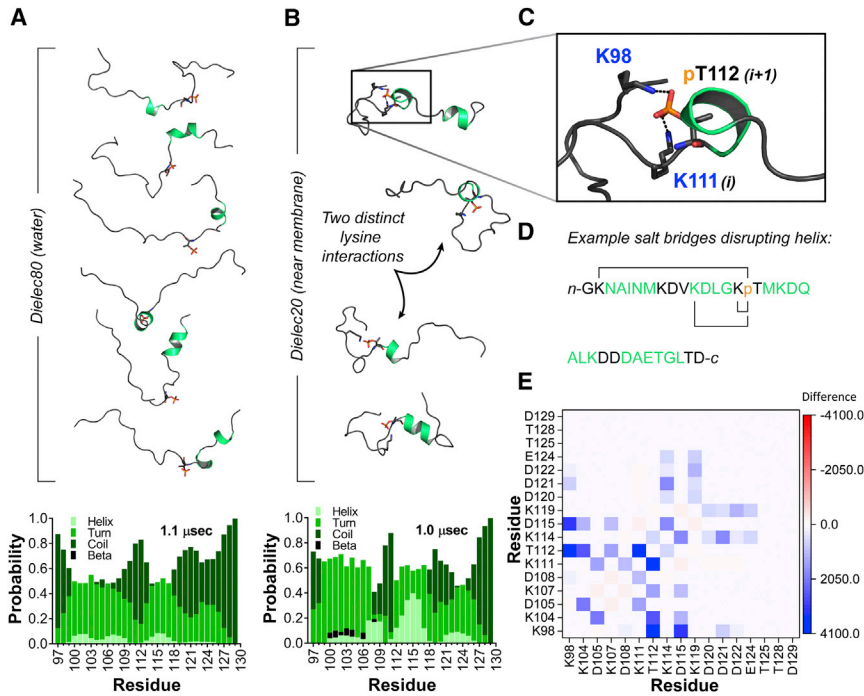 A
B
C
Dielec80 (water)
Dielec20 (near membrane)
Two distinct
lysine
interactions
K98
pT112 (i+1)
K111 (i)
D
Example salt bridges disrupting helix:
n-GKNAINMKDVKDLGKpTMKDQ
ALKDDDAETGLTD-c
E
Difference
-4100.0
-2050.0
0.0
2050.0
4100.0
Residue
D129
T128
T125
E124
D122
D121
D120
K119
D115
K114
T112
K111
D108
K107
D105
K104
K98
K98
K104
D105
K107
D108
K111
T112
K114
D115
K119
D120
D121
D122
E124
T125
T128
D129
Residue
Probability
1.0
0.8
0.6
0.4
0.2
0.0
Helix
Turn
Coil
Beta
1.1 μsec
97
100
103
106
109
112
115
118
121
124
127
130
Residue
Probability
1.0
0.8
0.6
0.4
0.2
0.0
Helix
Turn
Coil
Beta
1.0 μsec
97
100
103
106
109
112
115
118
121
124
127
130
Residue